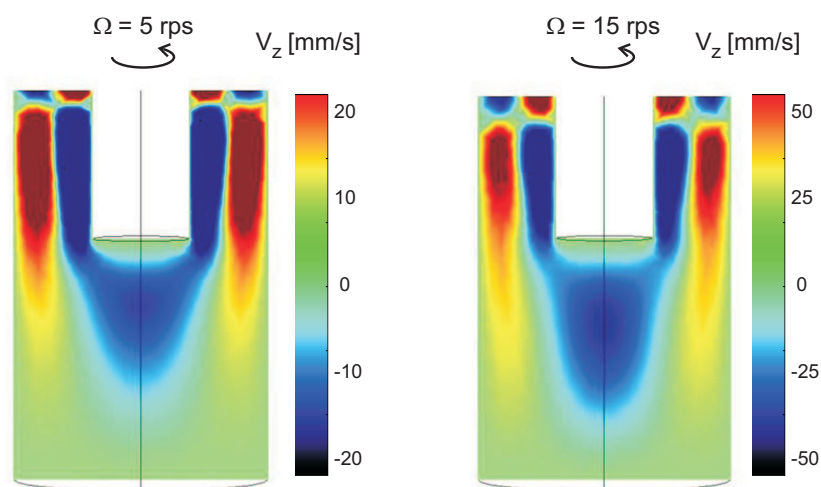 Ω = 5 rps
V_z [mm/s]
20
10
0
-10
-20
Ω = 15 rps
V_z [mm/s]
50
25
0
-25
-50